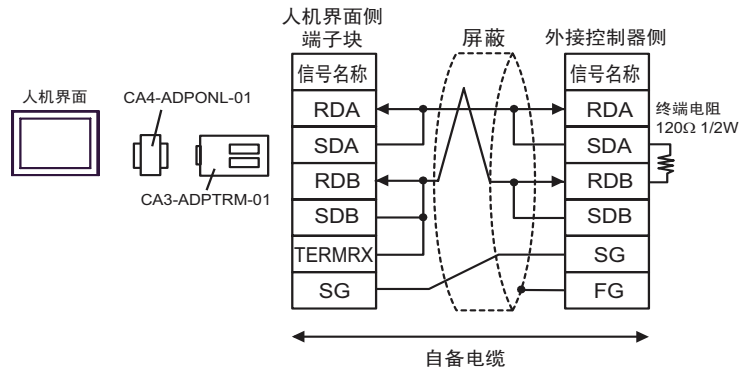 人机界面侧
端子块
屏蔽
外接控制器侧
信号名称
信号名称
人机界面
CA4-ADPONL-01
CA3-ADPTRM-01
RDA
RDA
终端电阻
120Ω 1/2W
SDA
SDA
RDB
RDB
SDB
SDB
TERMRX
SG
SG
FG
自备电缆